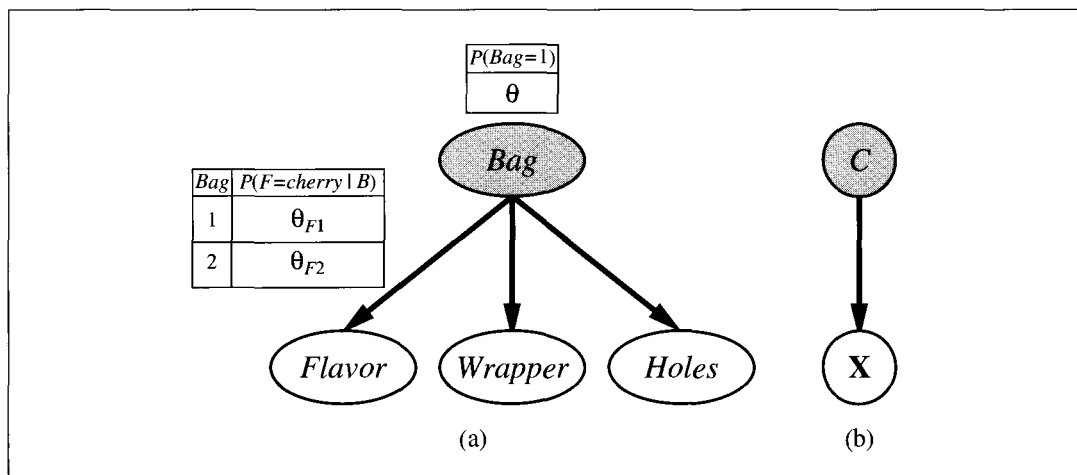 P(Bag=1)
θ
Bag
C
Bag P(F=cherry | B)
1 θF1
2 θF2
Flavor Wrapper Holes X
(a) (b)